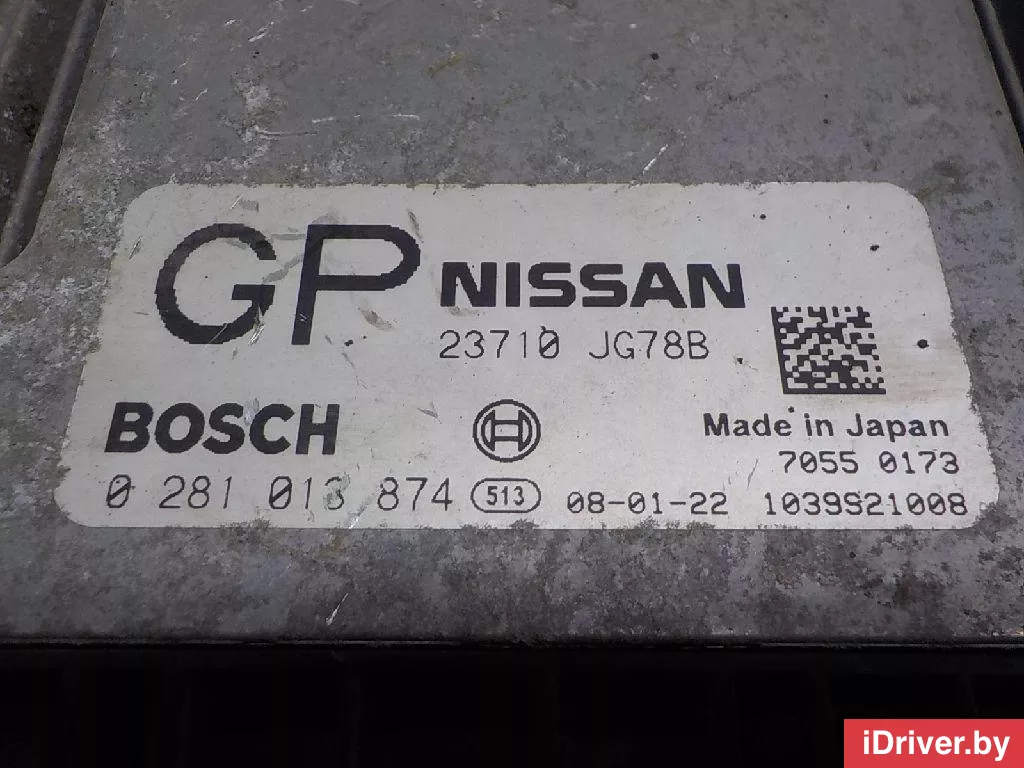 GP NISSAN
23710 JG78B
BOSCH
Made in Japan
7055 0173
0 281 013 874 513 08-01-22 1039S21008
iDriver.by